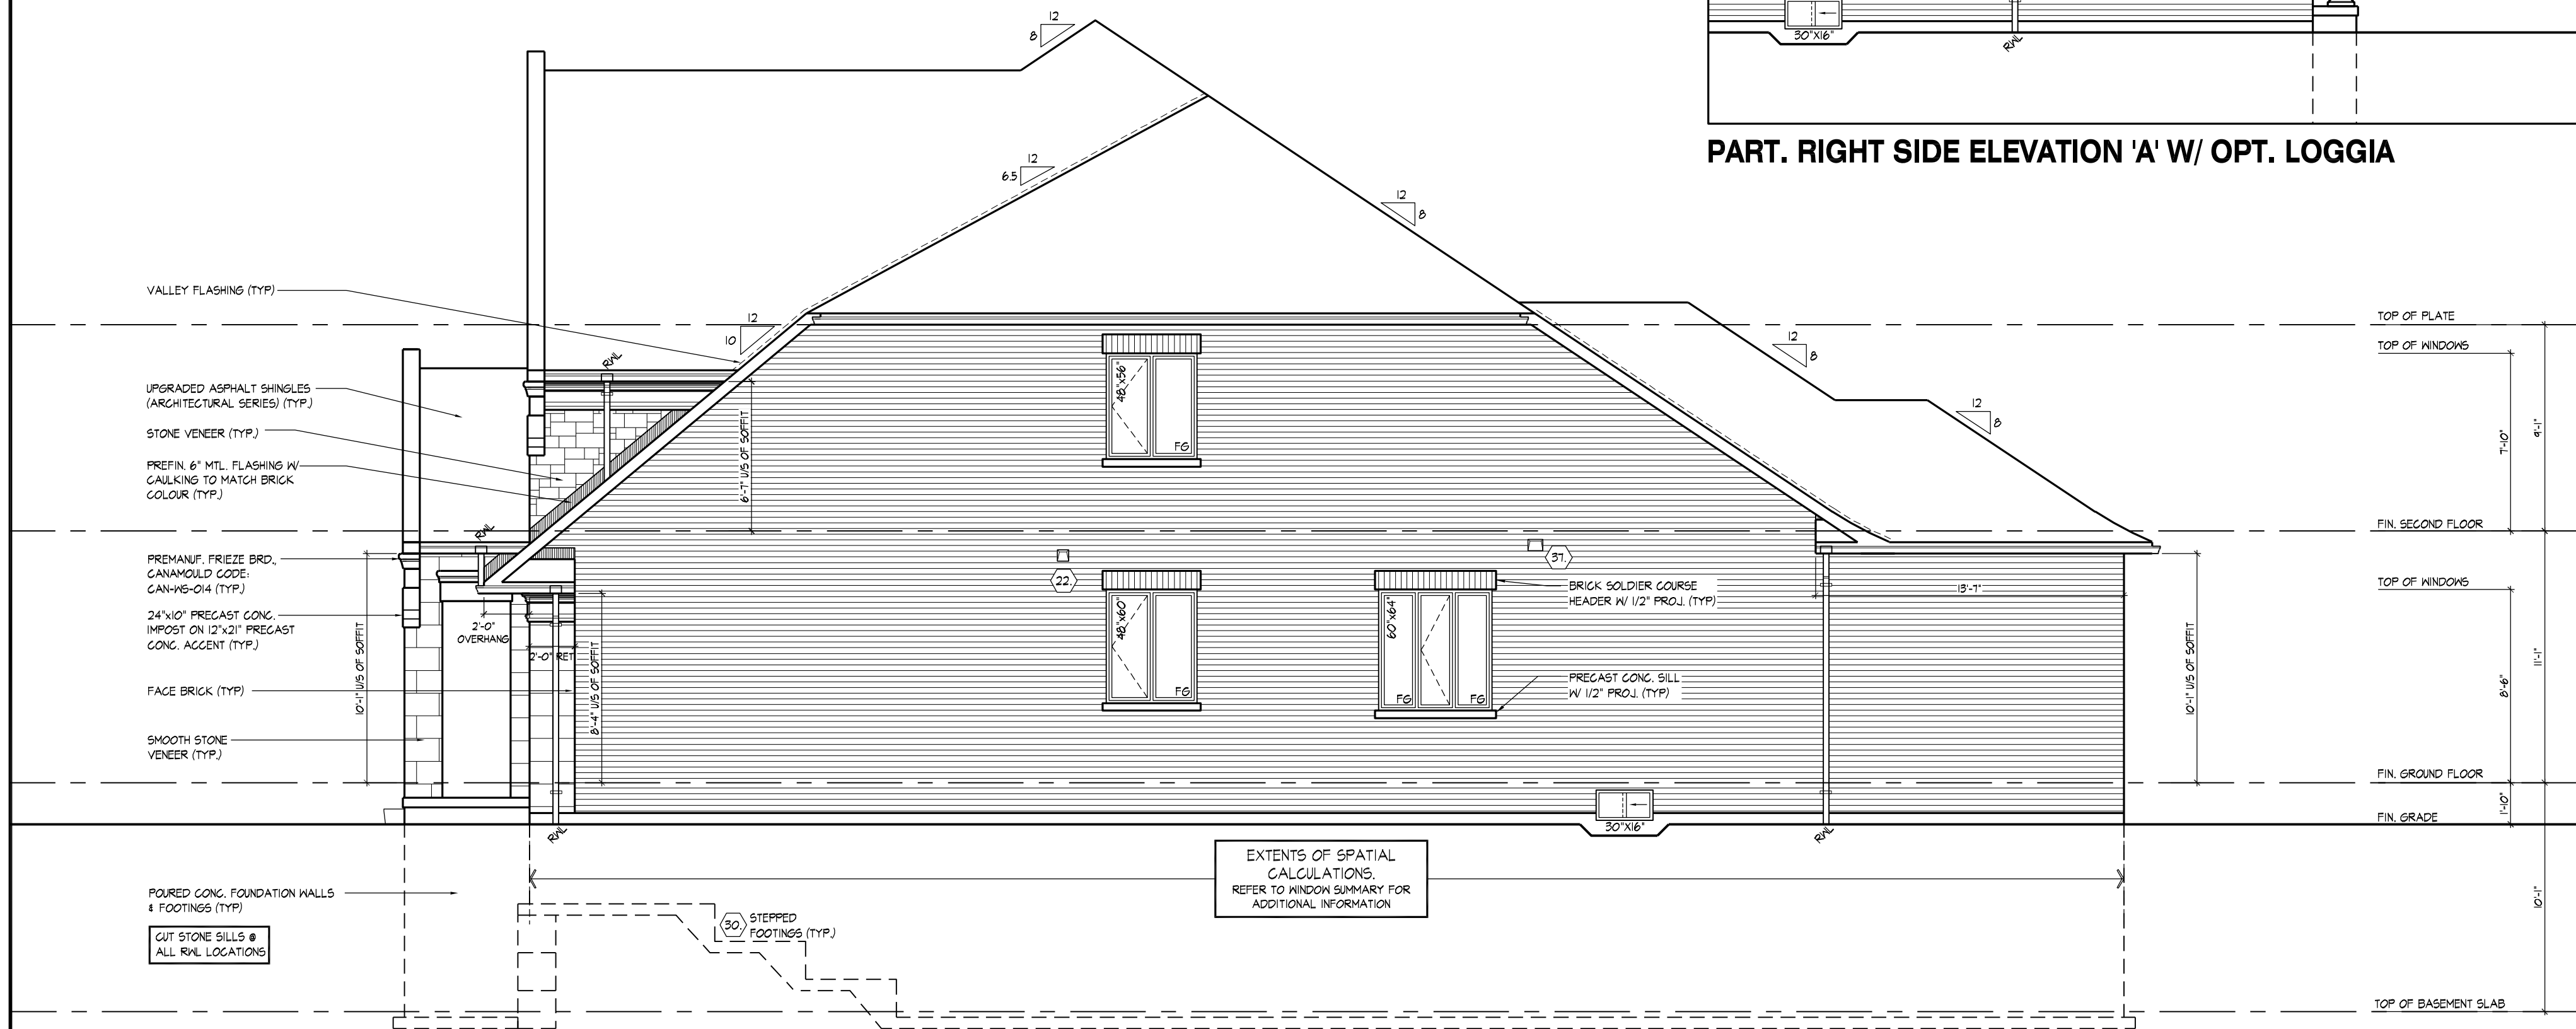 30"X16"
RWL
PART. RIGHT SIDE ELEVATION 'A' W/ OPT. LOGGIA
12
8
12
6.5
12
8
12
10
12
8
12
8
VALLEY FLASHING (TYP)
UPGRADED ASPHALT SHINGLES
(ARCHITECTURAL SERIES) (TYP.)
STONE VENEER (TYP.)
PREFIN. 6" MTL. FLASHING W/
CAULKING TO MATCH BRICK
COLOUR (TYP.)
PREMANUF. FRIEZE BRD.,
CANAMOULD CODE:
CAN-WS-014 (TYP.)
24"x10" PRECAST CONC.
IMPOST ON 12"x21" PRECAST
CONC. ACCENT (TYP.)
FACE BRICK (TYP)
SMOOTH STONE
VENEER (TYP.)
POURED CONC. FOUNDATION WALLS
& FOOTINGS (TYP)
CUT STONE SILLS @
ALL RWL LOCATIONS
RWL
RWL
10'-1" U/S OF SOFFIT
2'-0"
OVERHANG
2'-0" RET
8'-4" U/S OF SOFFIT
6'-7" U/S OF SOFFIT
RWL
48"x56"
FG
22.
37.
48"x60"
FG
60"x64"
FG
FG
BRICK SOLDIER COURSE
HEADER W/ 1/2" PROJ. (TYP)
PRECAST CONC. SILL
W/ 1/2" PROJ. (TYP)
13'-7"
10'-1" U/S OF SOFFIT
30"X16"
RWL
EXTENTS OF SPATIAL
CALCULATIONS.
REFER TO WINDOW SUMMARY FOR
ADDITIONAL INFORMATION
30.
STEPPED
FOOTINGS (TYP.)
TOP OF PLATE
TOP OF WINDOWS
FIN. SECOND FLOOR
TOP OF WINDOWS
FIN. GROUND FLOOR
FIN. GRADE
TOP OF BASEMENT SLAB
7'-10"
9'-1"
8'-6"
11'-1"
1'-10"
10'-1"